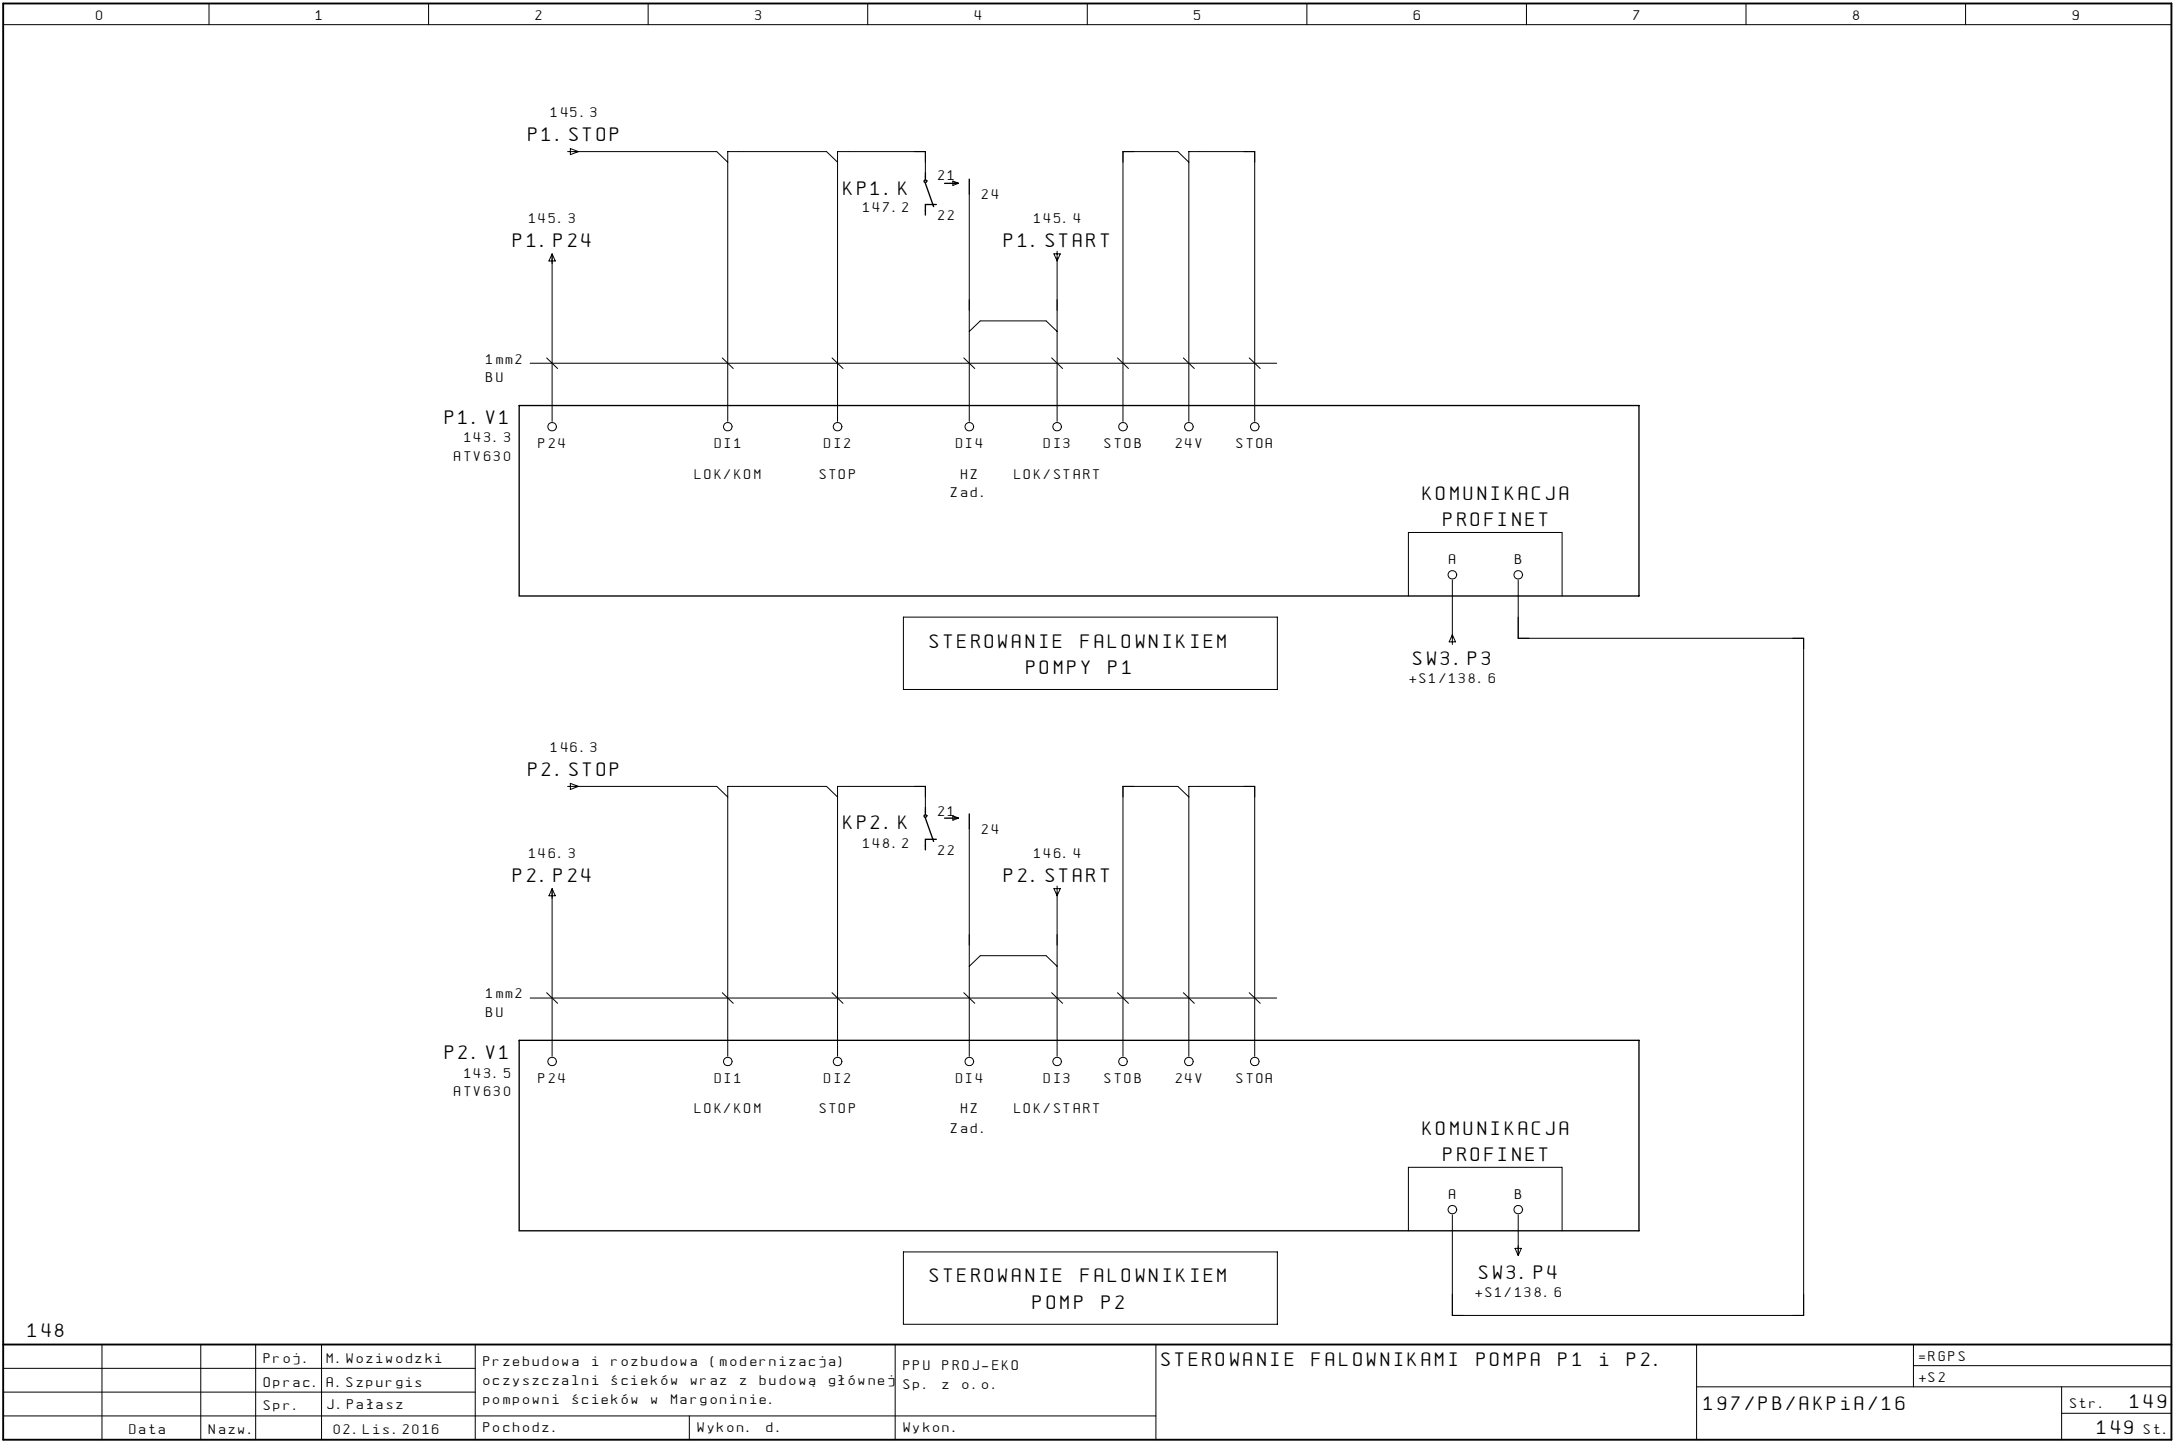 0 1 2 3 4 5 6 7 8 9
145.3
P1.STOP
KP1.K
147.2
21
22
24
145.3
P1.P24
145.4
P1.START
1mm2
BU
P1.V1
143.3
ATV630
P24 DI1 DI2 DI4 DI3 STOB 24V STOA
LOK/KOM STOP HZ LOK/START
Zad.
KOMUNIKACJA
PROFINET
A B
STEROWANIE FALOWNIKIEM
POMPY P1
SW3.P3
+S1/138.6
146.3
P2.STOP
KP2.K
148.2
21
22
24
146.3
P2.P24
146.4
P2.START
1mm2
BU
P2.V1
143.5
ATV630
P24 DI1 DI2 DI4 DI3 STOB 24V STOA
LOK/KOM STOP HZ LOK/START
Zad.
KOMUNIKACJA
PROFINET
A B
STEROWANIE FALOWNIKIEM
POMP P2
SW3.P4
+S1/138.6
148
Proj. M.Woziwodzki
Oprac. A.Szpurgis
Spr. J.Pałasz
Data Nazw. 02.Lis.2016
Przebudowa i rozbudowa (modernizacja)
oczyszczalni ścieków wraz z budową głównej
pompowni ścieków w Margoninie.
Pochodz. Wykon. d. Wykon.
PPU PROJ-EKO
Sp. z o.o.
STEROWANIE FALOWNIKAMI POMPA P1 i P2.
=RGPS
+S2
197/PB/AKPiA/16
Str. 149
149 St.